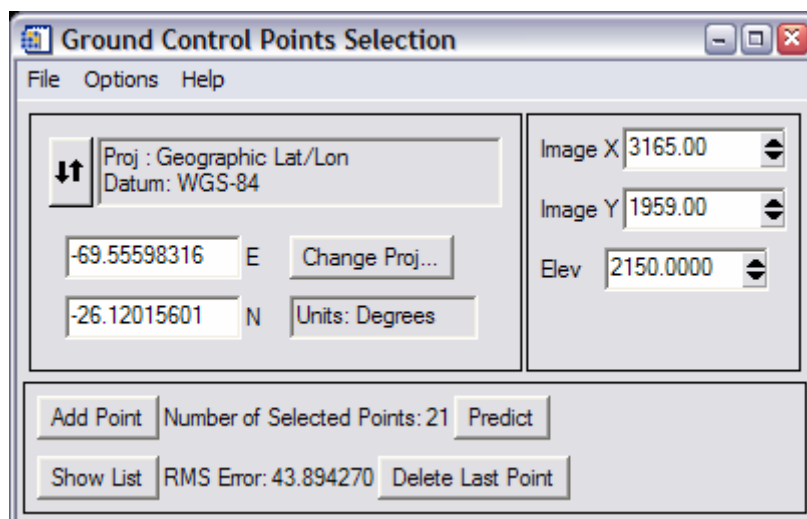 Ground Control Points Selection
File Options Help
Proj : Geographic Lat/Lon
Datum: WGS-84
-69.55598316 E Change Proj...
-26.12015601 N Units: Degrees
Image X 3165.00
Image Y 1959.00
Elev 2150.0000
Add Point Number of Selected Points: 21 Predict
Show List RMS Error: 43.894270 Delete Last Point